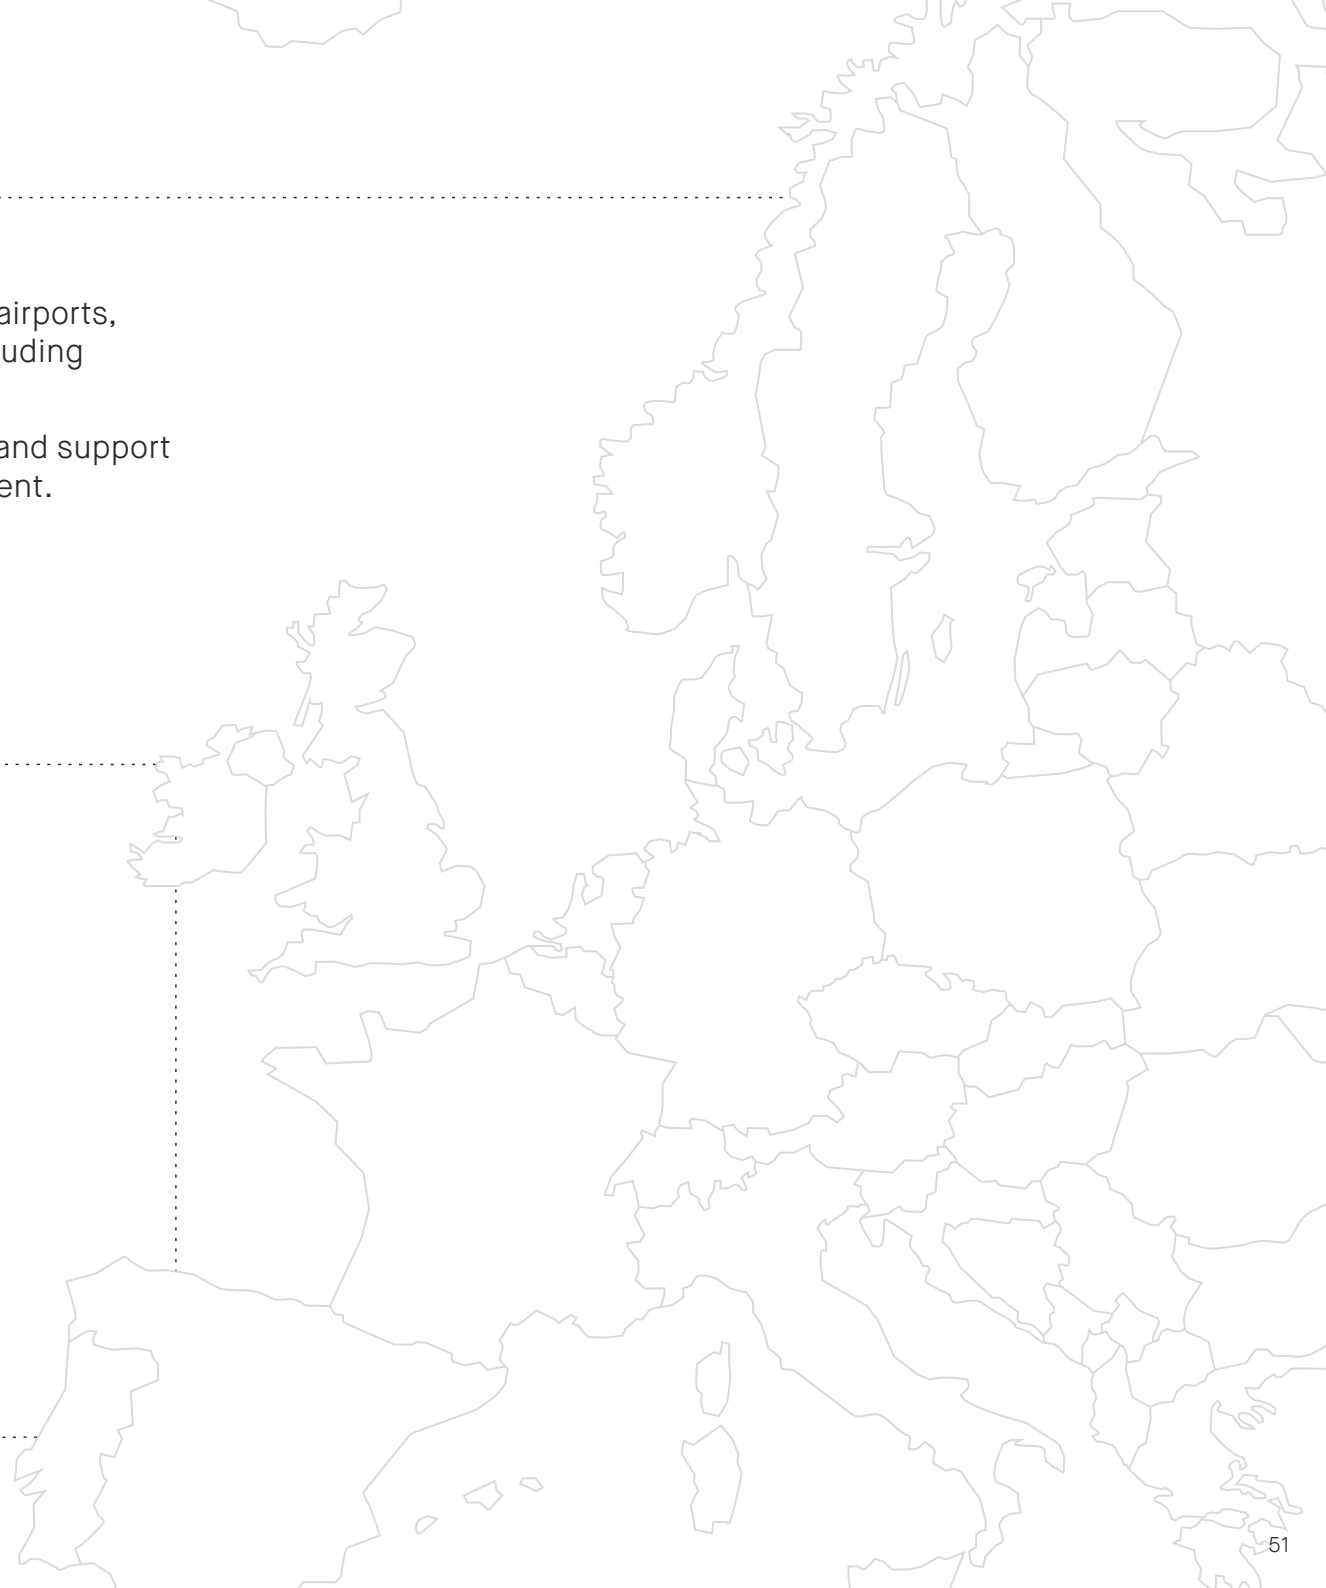 airports,
uding
and support
ent.
51